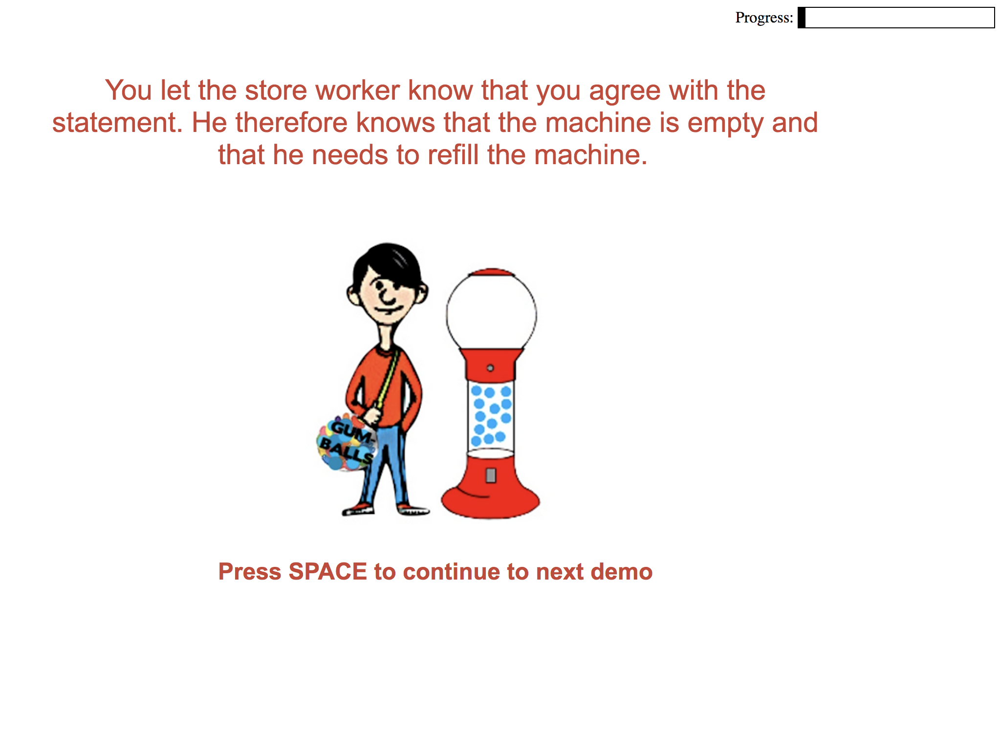 Progress:
You let the store worker know that you agree with the
statement. He therefore knows that the machine is empty and
that he needs to refill the machine.
GUM-
BALLS
Press SPACE to continue to next demo